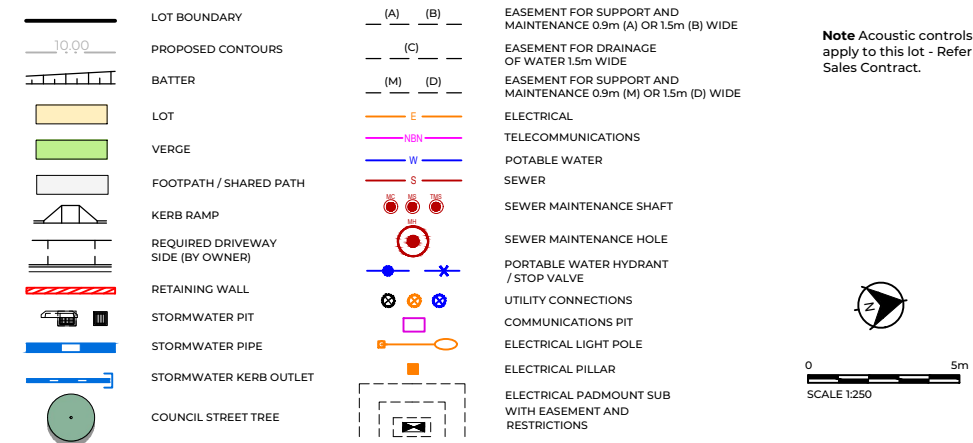 LOT BOUNDARY
10.00
PROPOSED CONTOURS
BATTER
LOT
VERGE
FOOTPATH / SHARED PATH
KERB RAMP
REQUIRED DRIVEWAY
SIDE (BY OWNER)
RETAINING WALL
STORMWATER PIT
STORMWATER PIPE
STORMWATER KERB OUTLET
COUNCIL STREET TREE
(A) (B)
EASEMENT FOR SUPPORT AND
MAINTENANCE 0.9m (A) OR 1.5m (B) WIDE
(C)
EASEMENT FOR DRAINAGE
OF WATER 1.5m WIDE
(M) (D)
EASEMENT FOR SUPPORT AND
MAINTENANCE 0.9m (M) OR 1.5m (D) WIDE
E
ELECTRICAL
NBN
TELECOMMUNICATIONS
W
POTABLE WATER
S
SEWER
MC MS TMS
SEWER MAINTENANCE SHAFT
MH
SEWER MAINTENANCE HOLE
PORTABLE WATER HYDRANT
/ STOP VALVE
UTILITY CONNECTIONS
COMMUNICATIONS PIT
ELECTRICAL LIGHT POLE
ELECTRICAL PILLAR
ELECTRICAL PADMOUNT SUB
WITH EASEMENT AND
RESTRICTIONS
Note Acoustic controls
apply to this lot - Refer
Sales Contract.
N
0 5m
SCALE 1:250